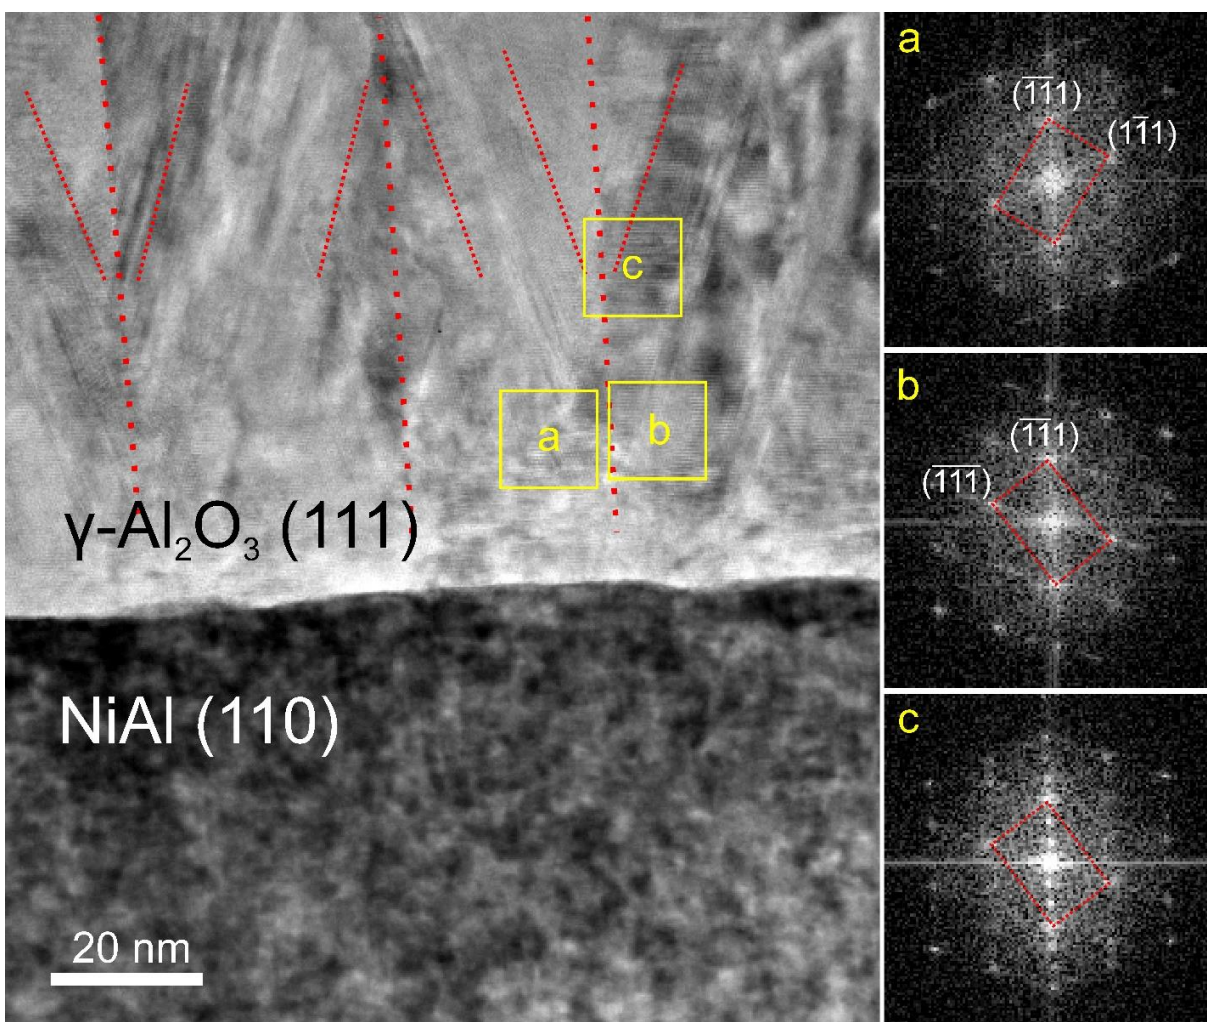 γ-Al₂O₃ (111)
NiAl (110)
20 nm
a
b
c
a
(1̅1̅1)
(11̅1)
b
(1̅1̅1)
(1̅1̅1̅)
c